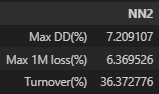 NN2
Max DD(%) 7.209107
Max 1M loss(%) 6.369526
Turnover(%) 36.372776